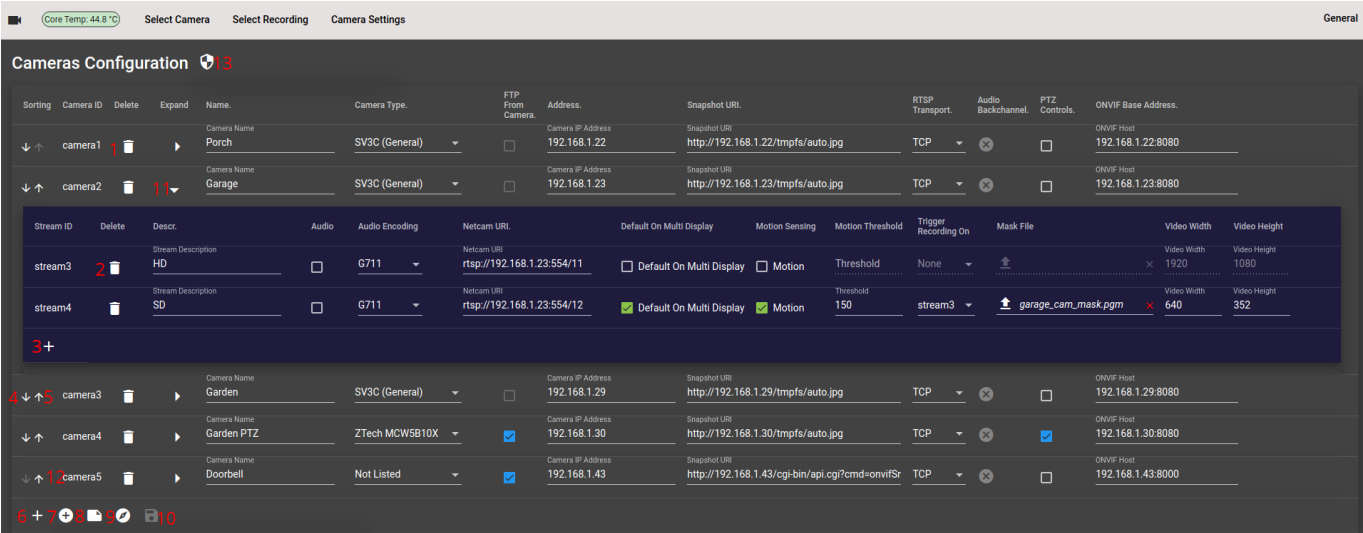 Core Temp: 44.8 °C Select Camera Select Recording Camera Settings General
Cameras Configuration 13
Sorting Camera ID Delete Expand Name. Camera Type. FTP From Camera. Address. Snapshot URI. RTSP Transport. Audio Backchannel. PTZ Controls. ONVIF Base Address.
Camera Name Camera IP Address Snapshot URI ONVIF Host
camera1 1 Porch SV3C (General) 192.168.1.22 http://192.168.1.22/tmpfs/auto.jpg TCP 192.168.1.22:8080
Camera Name Camera IP Address Snapshot URI ONVIF Host
camera2 11 Garage SV3C (General) 192.168.1.23 http://192.168.1.23/tmpfs/auto.jpg TCP 192.168.1.23:8080
Stream ID Delete Descr. Audio Audio Encoding Netcam URI. Default On Multi Display Motion Sensing Motion Threshold Trigger Recording On Mask File Video Width Video Height
Stream Description Netcam URI Video Width Video Height
stream3 2 HD G711 rtsp://192.168.1.23:554/11 Default On Multi Display Motion Threshold None × 1920 1080
Stream Description Netcam URI Threshold Video Width Video Height
stream4 SD G711 rtsp://192.168.1.23:554/12 Default On Multi Display Motion 150 stream3 garage_cam_mask.pgm × 640 352
3 +
Camera Name Camera IP Address Snapshot URI ONVIF Host
4 5 camera3 Garden SV3C (General) 192.168.1.29 http://192.168.1.29/tmpfs/auto.jpg TCP 192.168.1.29:8080
Camera Name Camera IP Address Snapshot URI ONVIF Host
camera4 Garden PTZ ZTech MCW5B10X 192.168.1.30 http://192.168.1.30/tmpfs/auto.jpg TCP 192.168.1.30:8080
Camera Name Camera IP Address Snapshot URI ONVIF Host
12 camera5 Doorbell Not Listed 192.168.1.43 http://192.168.1.43/cgi-bin/api.cgi?cmd=onvifSr TCP 192.168.1.43:8000
6 + 7 8 9 10